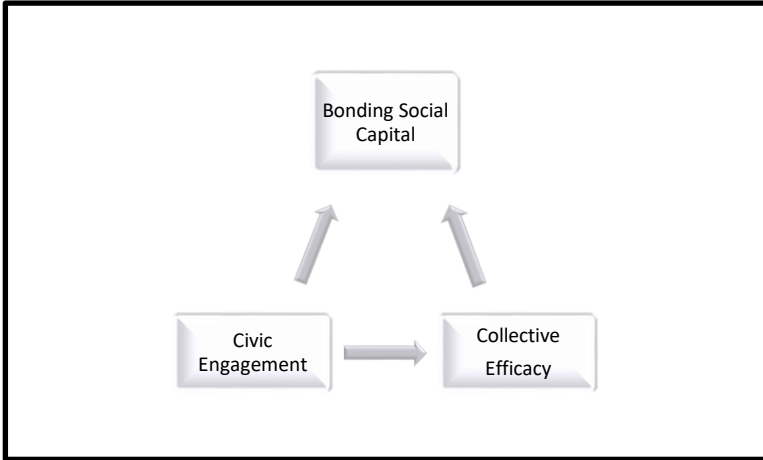 Bonding Social
Capital
Civic
Engagement
Collective
Efficacy